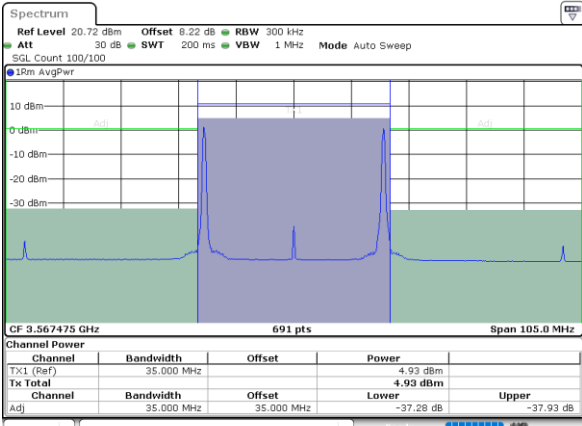 Spectrum
Ref Level 20.72 dBm Offset 8.22 dB RBW 300 kHz
Att 30 dB SWT 200 ms VBW 1 MHz Mode Auto Sweep
SGL Count 100/100
1Rm AvgPwr
10 dBm
TX1
Adj Adj
0 dBm
-10 dBm
-20 dBm
-30 dBm
CF 3.567475 GHz 691 pts Span 105.0 MHz
Channel Power
Channel Bandwidth Offset Power
TX1 (Ref) 35.000 MHz 4.93 dBm
Tx Total 4.93 dBm
Channel Bandwidth Offset Lower Upper
Adj 35.000 MHz 35.000 MHz -37.28 dB -37.93 dB